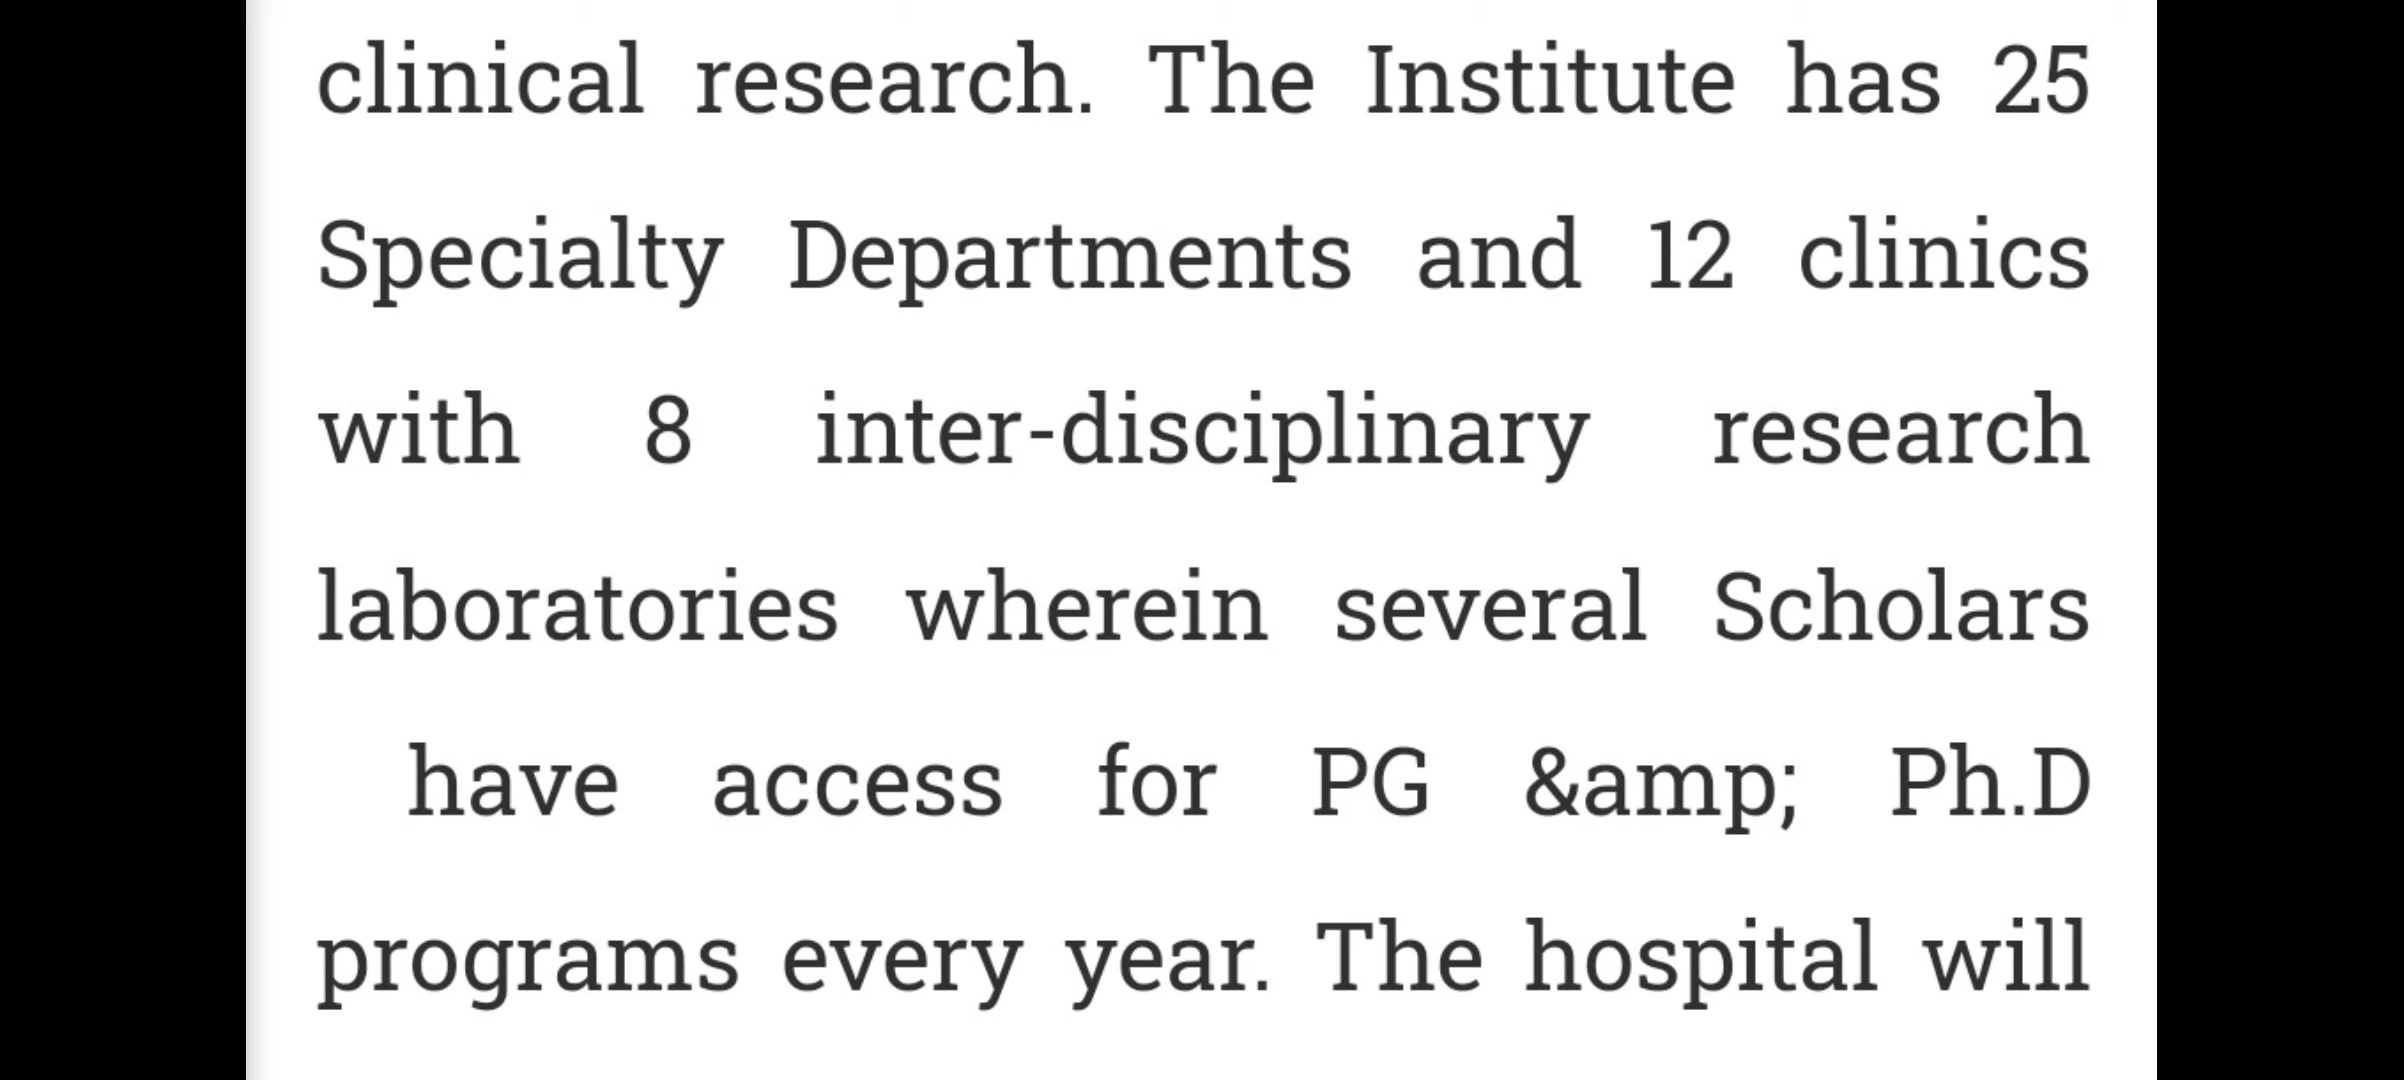 clinical research. The Institute has 25
Specialty Departments and 12 clinics
with 8 inter-disciplinary research
laboratories wherein several Scholars
have access for PG &amp; Ph.D
programs every year. The hospital will